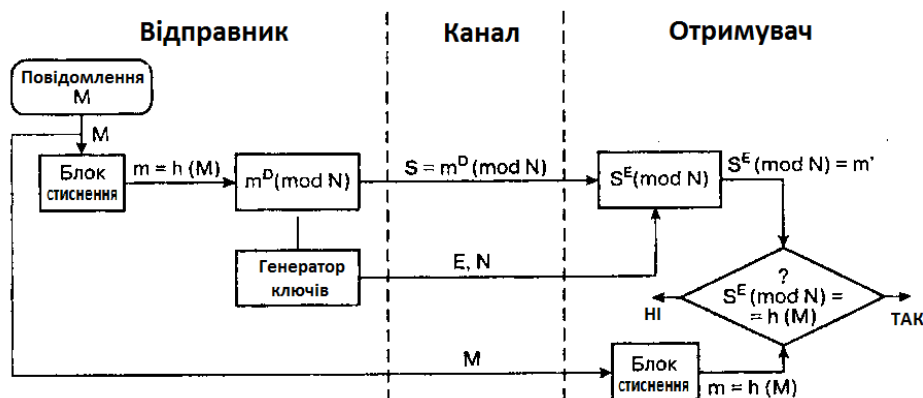 Відправник
Канал
Отримувач
Повідомлення
M
M
Блок
стиснення
m = h (M)
m^D (mod N)
S = m^D (mod N)
S^E (mod N)
S^E (mod N) = m'
Генератор
ключів
E, N
?
S^E (mod N) =
= h (M)
НІ
ТАК
M
Блок
стиснення
m = h (M)